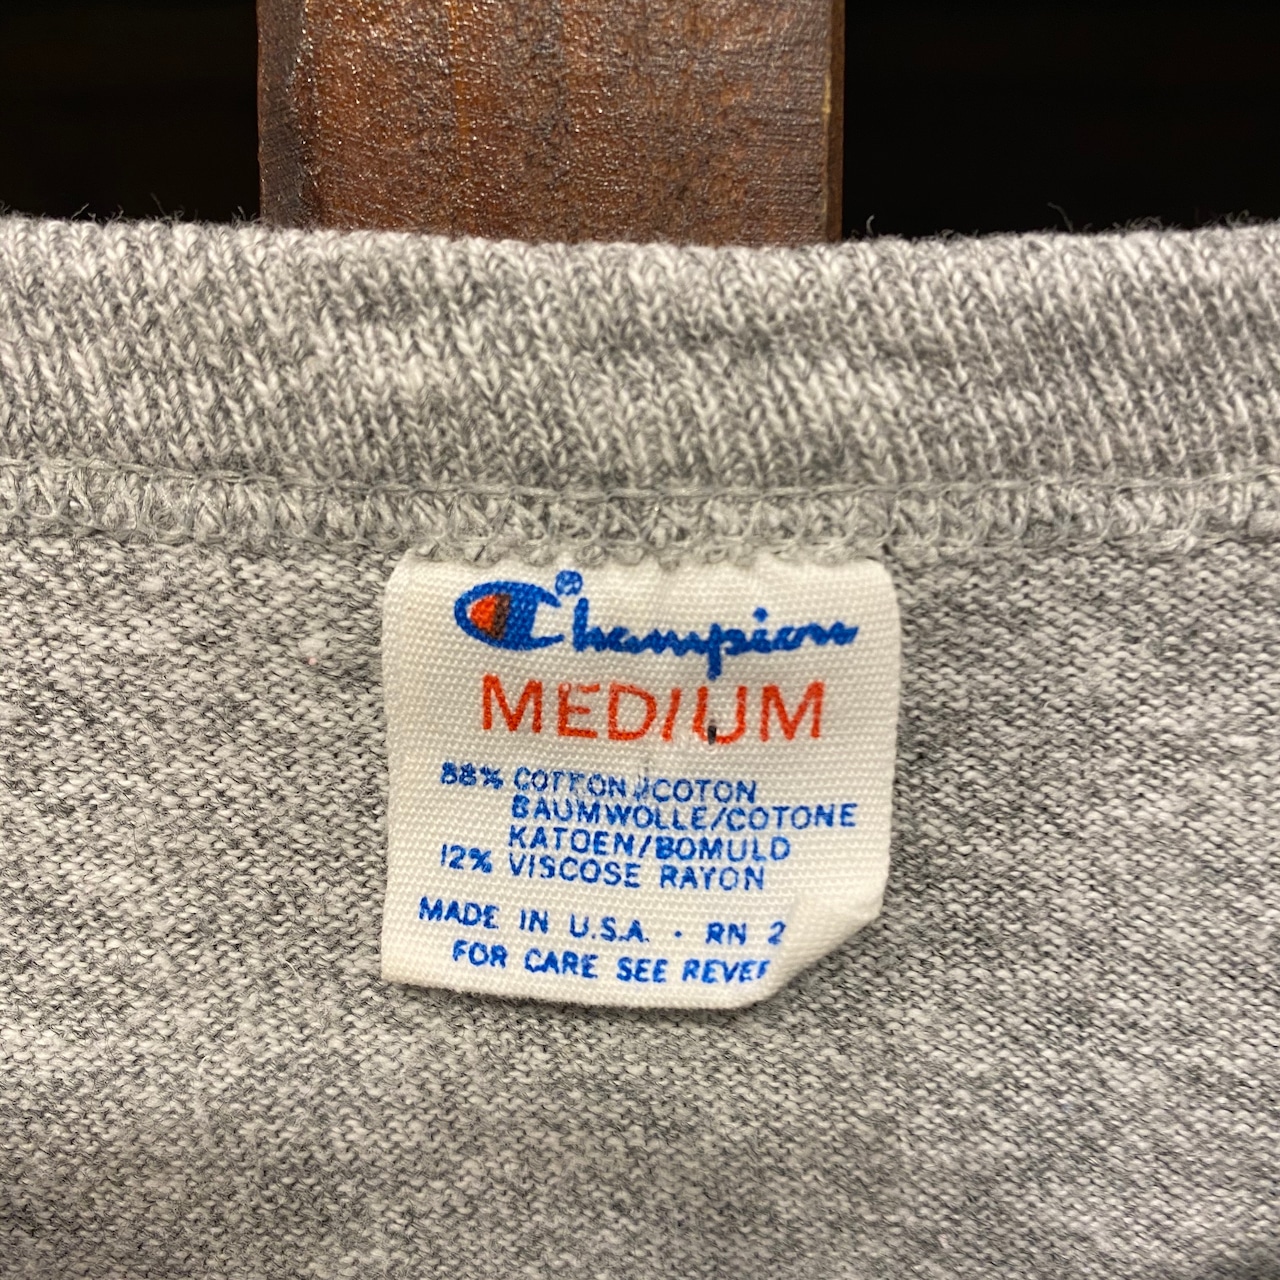 Champion®
MEDIUM
88% COTTON/COTON
BAUMWOLLE/COTONE
KATOEN/BOMULD
12% VISCOSE RAYON
MADE IN U.S.A. · RN 2
FOR CARE SEE